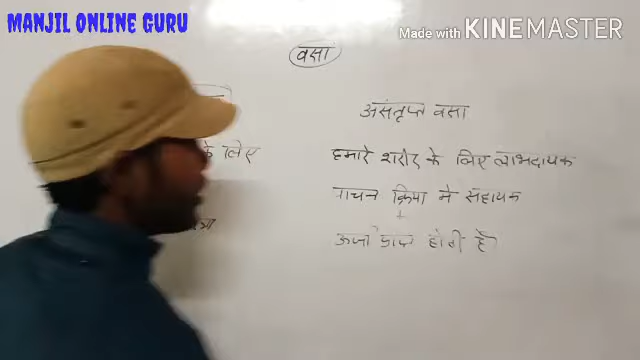 MANJIL ONLINE GURU
Made with KINEMASTER
वसा
असंतृप्त वसा
के लिए
हमारे शरीर के लिए लाभदायक
पाचन क्रिया में सहायक
ऊर्जा प्राप्त होती है